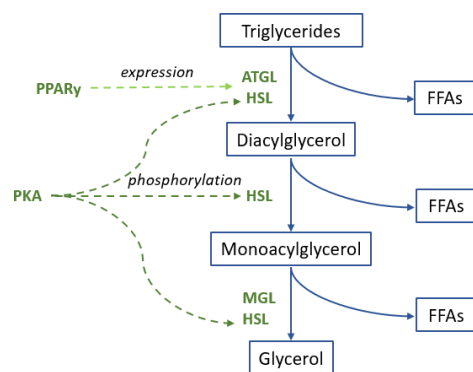 Triglycerides
expression
ATGL
PPARγ
HSL
FFAs
Diacylglycerol
phosphorylation
PKA
HSL
FFAs
Monoacylglycerol
MGL
HSL
FFAs
Glycerol